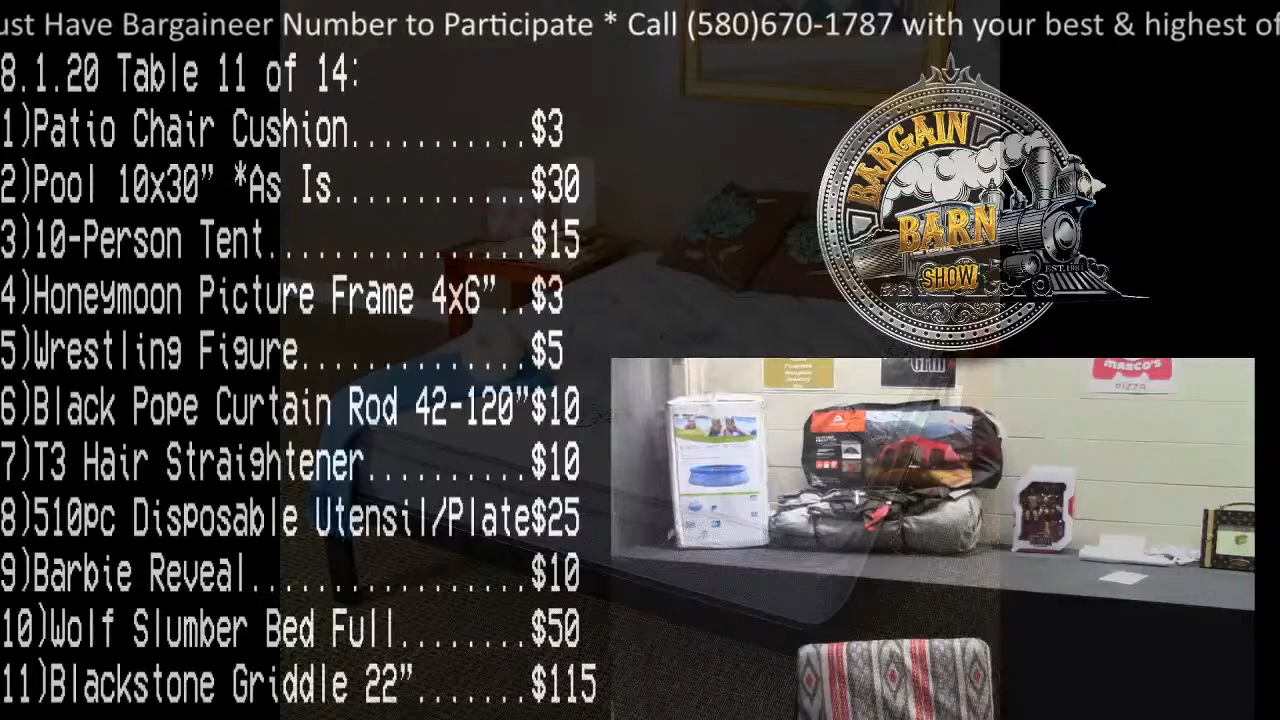 ust Have Bargaineer Number to Participate * Call (580)670-1787 with your best & highest of
8.1.20 Table 11 of 14:
1)Patio Chair Cushion...........$3
2)Pool 10x30” *As Is............$30
3)10-Person Tent................$15
4)Honeymoon Picture Frame 4x6”..$3
5)Wrestling Figure..............$5
6)Black Pope Curtain Rod 42-120”$10
7)T3 Hair Straightener..........$10
8)510pc Disposable Utensil/Plate$25
9)Barbie Reveal.................$10
10)Wolf Slumber Bed Full........$50
11)Blackstone Griddle 22”.......$115
BARGAIN
BARN
SHOW
GRILL
MARCO'S
PIZZA